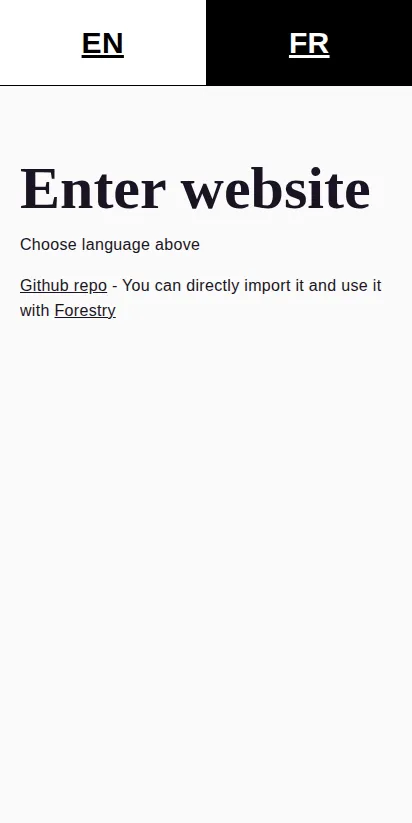 EN FR
Enter website
Choose language above
Github repo - You can directly import it and use it
with Forestry